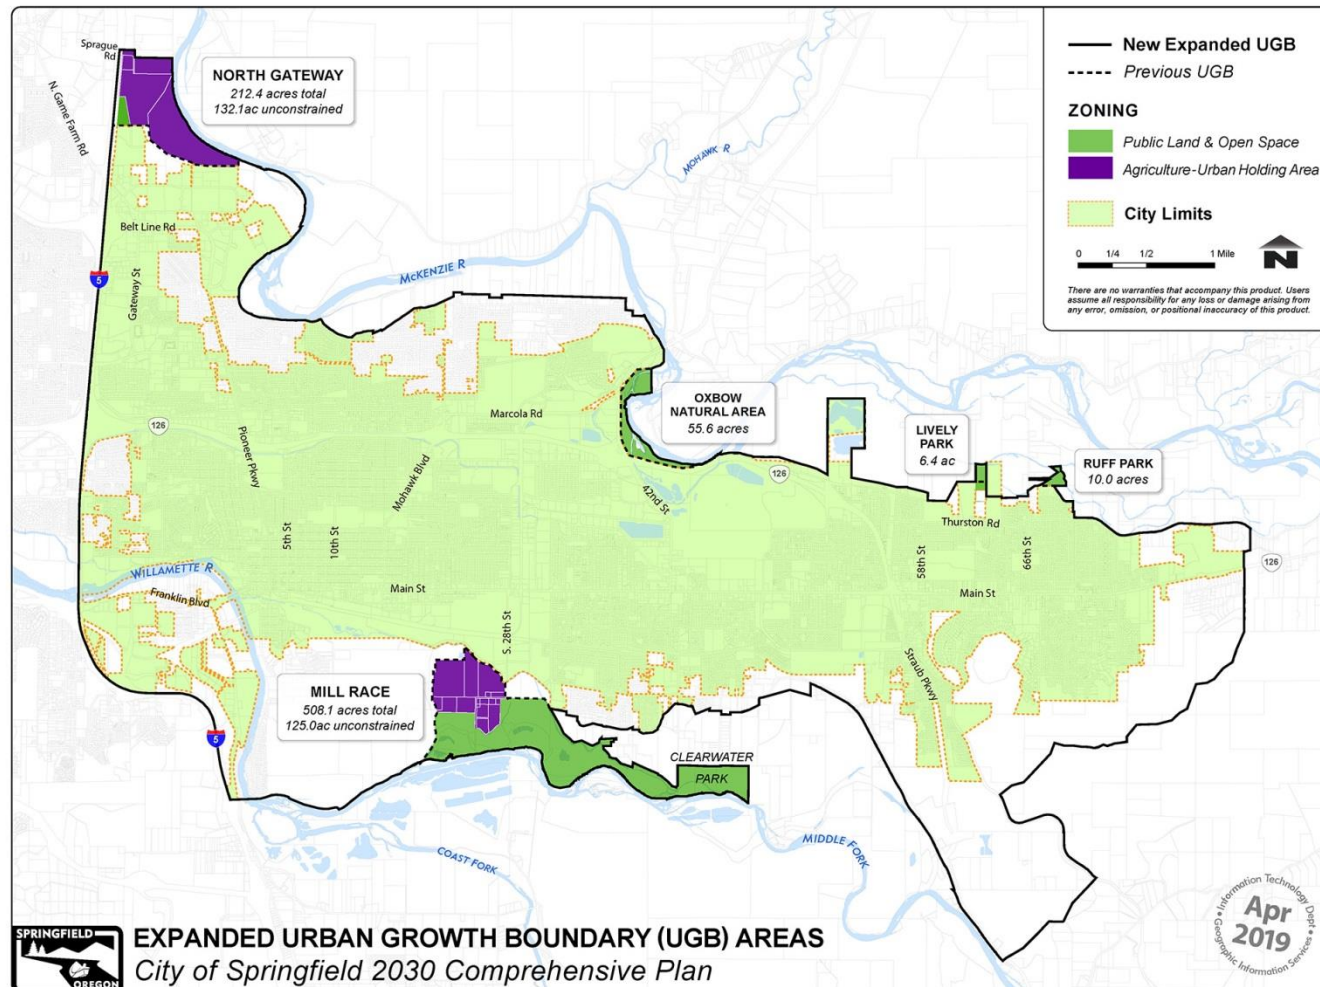 Sprague
Rd
N. Game Farm Rd
NORTH GATEWAY
212.4 acres total
132.1ac unconstrained
New Expanded UGB
Previous UGB
ZONING
Public Land & Open Space
Agriculture-Urban Holding Area
City Limits
0 1/4 1/2 1 Mile
N
There are no warranties that accompany this product. Users
assume all responsibility for any loss or damage arising from
any error, omission, or positional inaccuracy of this product.
MOHAWK R
Belt Line Rd
5
Gateway St
McKENZIE R
126
Pioneer Pkwy
Mohawk Blvd
Marcola Rd
OXBOW
NATURAL AREA
55.6 acres
126
42nd St
LIVELY
PARK
6.4 ac
RUFF PARK
10.0 acres
Thurston Rd
5th St
10th St
58th St
66th St
126
WILLAMETTE R
Franklin Blvd
Main St
Main St
S. 28th St
Straub Pkwy
MILL RACE
508.1 acres total
125.0ac unconstrained
5
CLEARWATER
PARK
COAST FORK
MIDDLE FORK
SPRINGFIELD
OREGON
EXPANDED URBAN GROWTH BOUNDARY (UGB) AREAS
City of Springfield 2030 Comprehensive Plan
Information Technology Dept
Apr
2019
Geographic Information Services